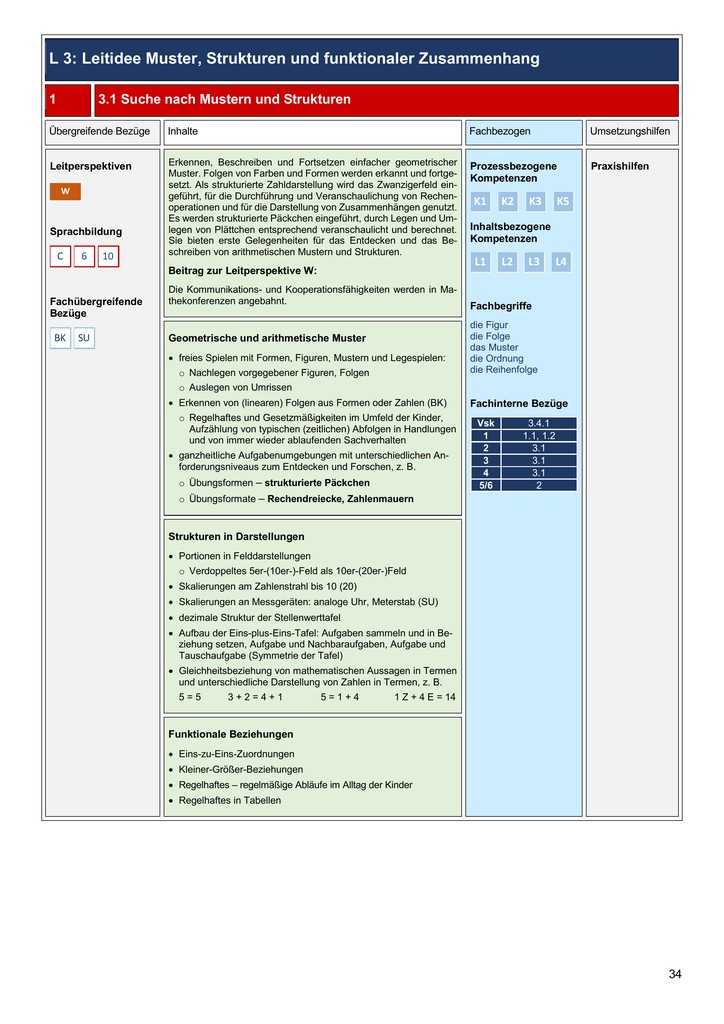 L 3: Leitidee Muster, Strukturen und funktionaler Zusammenhang
1 3.1 Suche nach Mustern und Strukturen
Übergreifende Bezüge
Inhalte
Fachbezogen
Umsetzungshilfen
Leitperspektiven
W
Sprachbildung
C 6 10
Fachübergreifende
Bezüge
BK SU
Erkennen, Beschreiben und Fortsetzen einfacher geometrischer
Muster. Folgen von Farben und Formen werden erkannt und fortge-
setzt. Als strukturierte Zahldarstellung wird das Zwanzigerfeld ein-
geführt, für die Durchführung und Veranschaulichung von Rechen-
operationen und für die Darstellung von Zusammenhängen genutzt.
Es werden strukturierte Päckchen eingeführt, durch Legen und Um-
legen von Plättchen entsprechend veranschaulicht und berechnet.
Sie bieten erste Gelegenheiten für das Entdecken und das Be-
schreiben von arithmetischen Mustern und Strukturen.
Beitrag zur Leitperspektive W:
Die Kommunikations- und Kooperationsfähigkeiten werden in Ma-
thekonferenzen angebahnt.
Geometrische und arithmetische Muster
• freies Spielen mit Formen, Figuren, Mustern und Legespielen:
o Nachlegen vorgegebener Figuren, Folgen
o Auslegen von Umrissen
• Erkennen von (linearen) Folgen aus Formen oder Zahlen (BK)
o Regelhaftes und Gesetzmäßigkeiten im Umfeld der Kinder,
Aufzählung von typischen (zeitlichen) Abfolgen in Handlungen
und von immer wieder ablaufenden Sachverhalten
• ganzheitliche Aufgabenumgebungen mit unterschiedlichen An-
forderungsniveaus zum Entdecken und Forschen, z. B.
o Übungsformen – strukturierte Päckchen
o Übungsformate – Rechendreiecke, Zahlenmauern
Strukturen in Darstellungen
• Portionen in Felddarstellungen
o Verdoppeltes 5er-(10er-)-Feld als 10er-(20er-)Feld
• Skalierungen am Zahlenstrahl bis 10 (20)
• Skalierungen an Messgeräten: analoge Uhr, Meterstab (SU)
• dezimale Struktur der Stellenwerttafel
• Aufbau der Eins-plus-Eins-Tafel: Aufgaben sammeln und in Be-
ziehung setzen, Aufgabe und Nachbaraufgaben, Aufgabe und
Tauschaufgabe (Symmetrie der Tafel)
• Gleichheitsbeziehung von mathematischen Aussagen in Termen
und unterschiedliche Darstellung von Zahlen in Termen, z. B.
5 = 5 3 + 2 = 4 + 1 5 = 1 + 4 1 Z + 4 E = 14
Funktionale Beziehungen
• Eins-zu-Eins-Zuordnungen
• Kleiner-Größer-Beziehungen
• Regelhaftes – regelmäßige Abläufe im Alltag der Kinder
• Regelhaftes in Tabellen
Prozessbezogene
Kompetenzen
K1 K2 K3 K5
Inhaltsbezogene
Kompetenzen
L1 L2 L3 L4
Fachbegriffe
die Figur
die Folge
das Muster
die Ordnung
die Reihenfolge
Fachinterne Bezüge
Vsk 3.4.1
1 1.1, 1.2
2 3.1
3 3.1
4 3.1
5/6 2
Praxishilfen
34